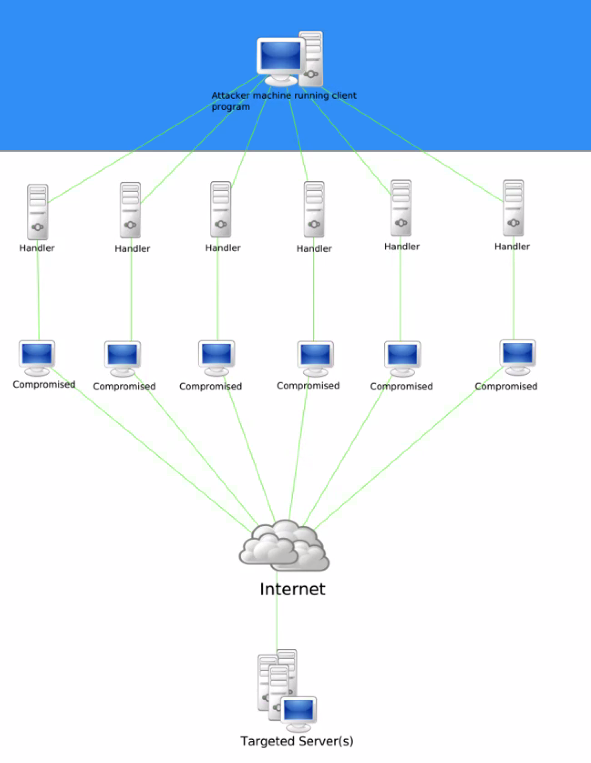 Attacker machine running client
program
Handler
Handler
Handler
Handler
Handler
Handler
Compromised
Compromised
Compromised
Compromised
Compromised
Compromised
Internet
Targeted Server(s)